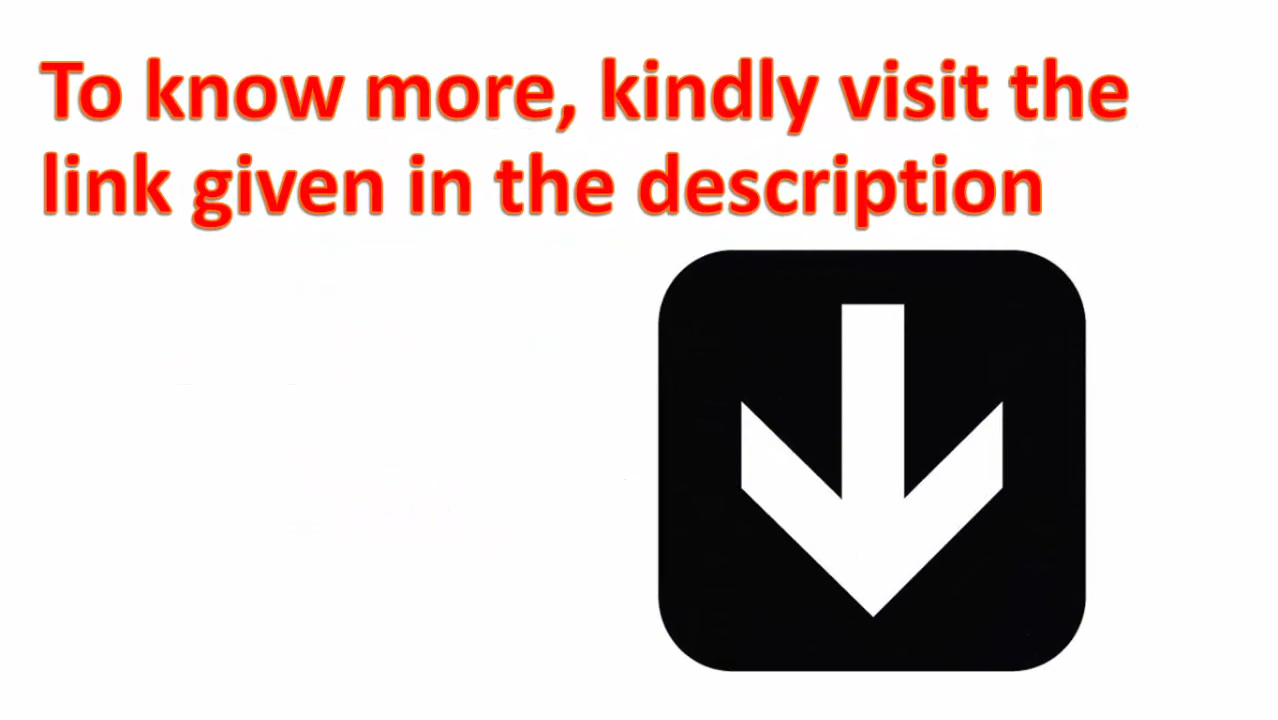 To know more, kindly visit the
link given in the description